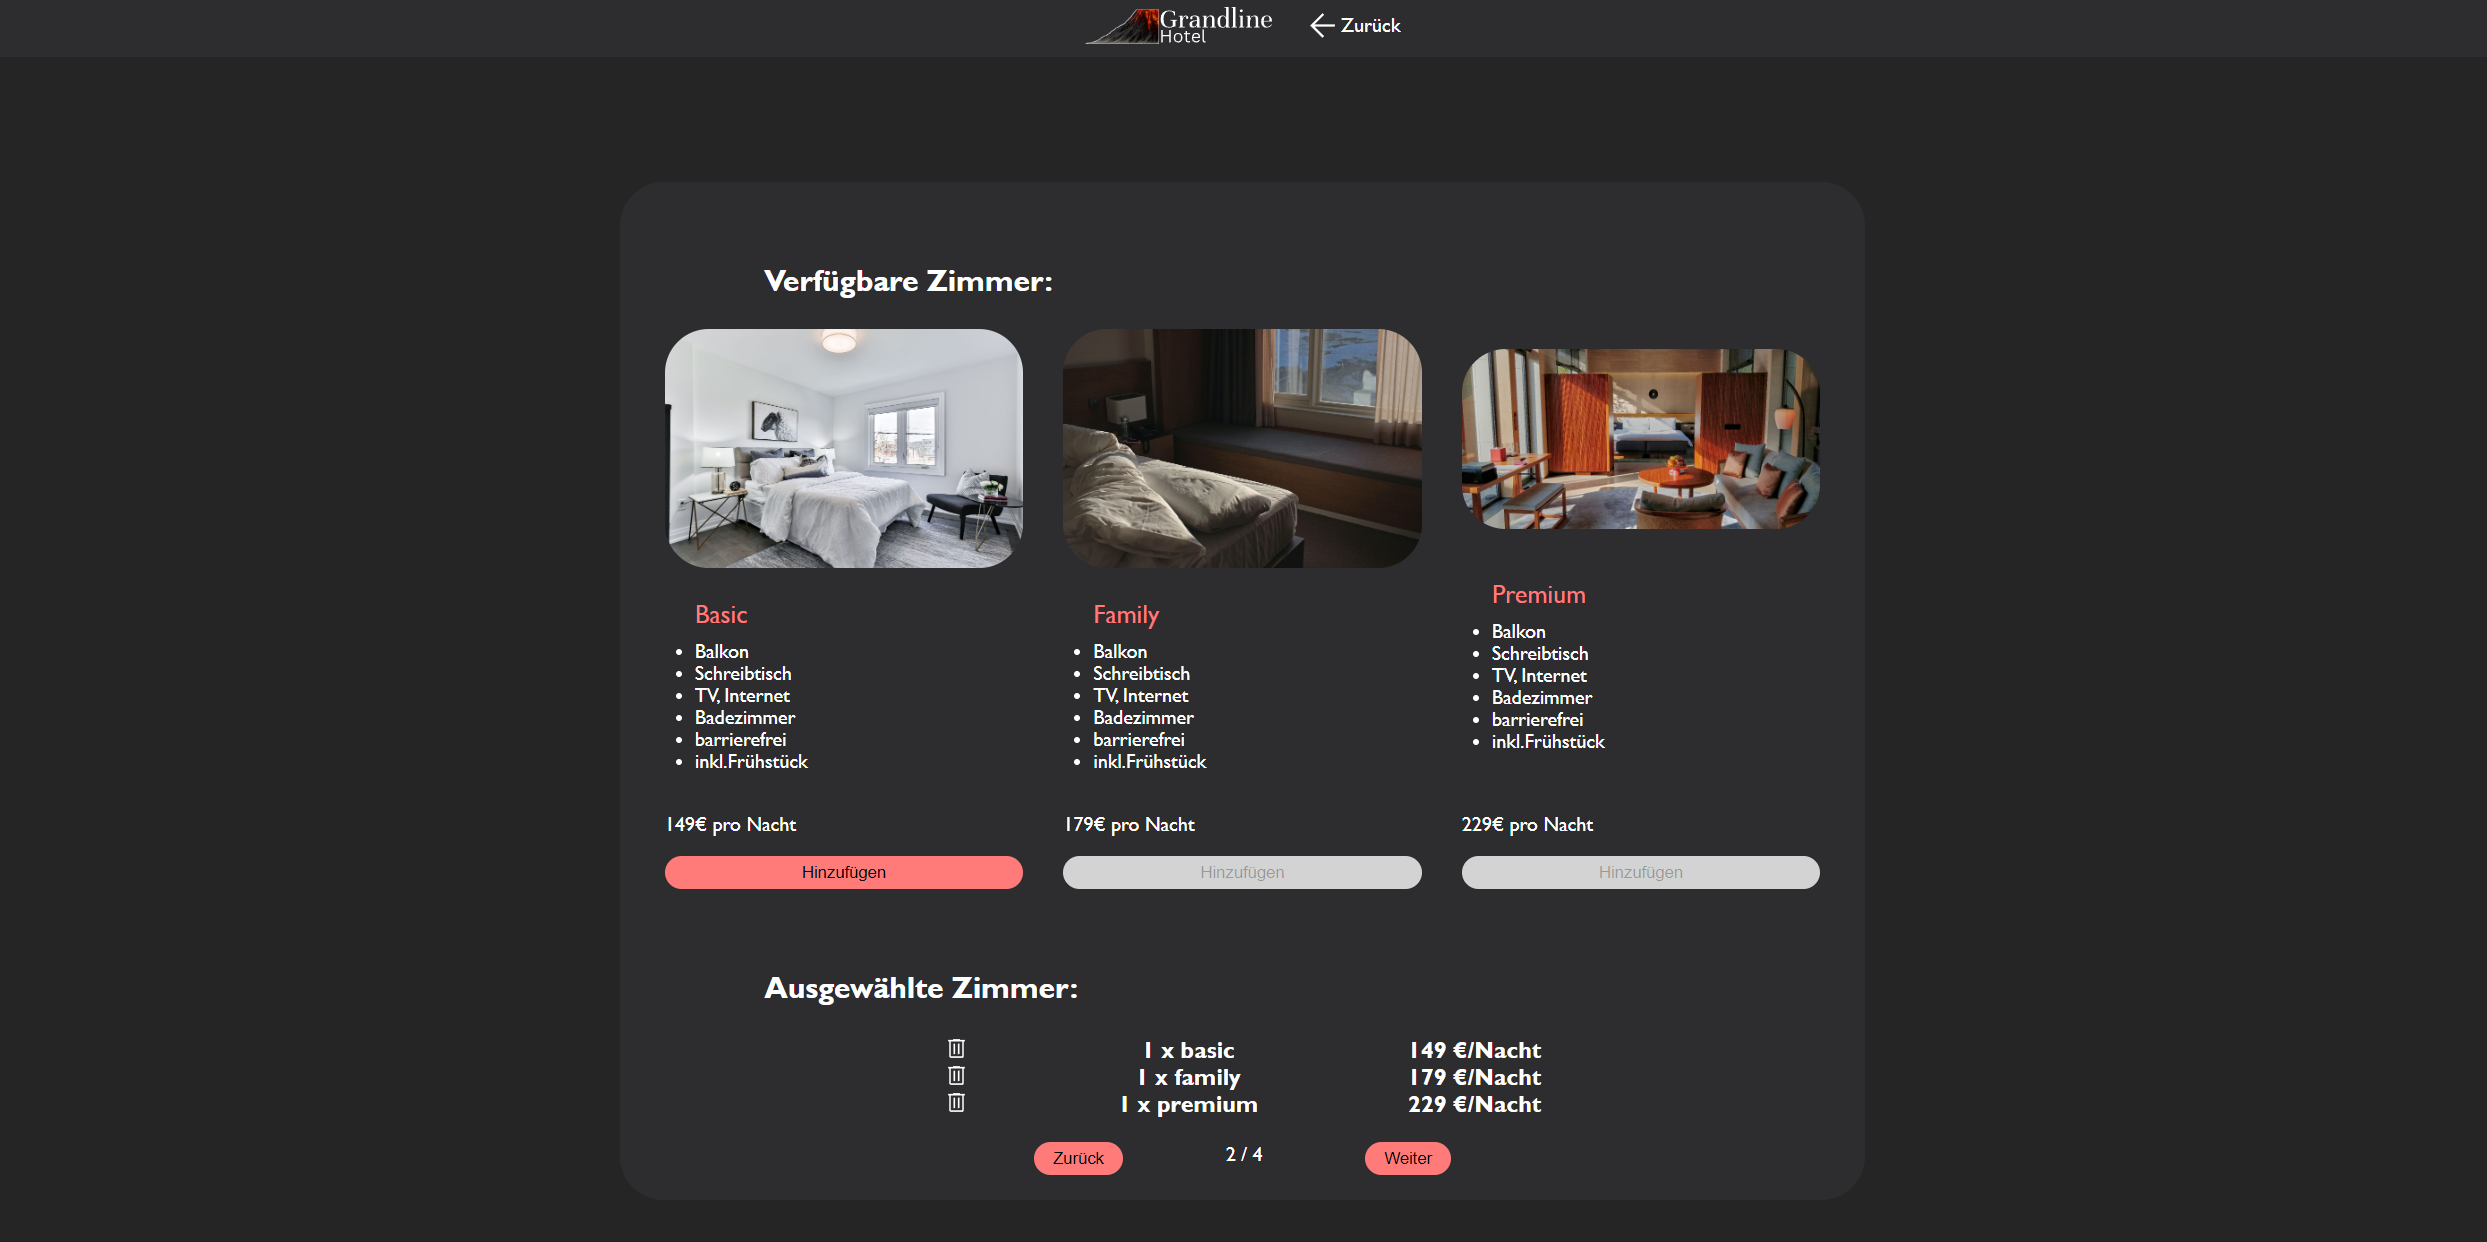 Grandline
Hotel
Zurück
Verfügbare Zimmer:
Basic
Balkon
Schreibtisch
TV, Internet
Badezimmer
barrierefrei
inkl.Frühstück
149€ pro Nacht
Hinzufügen
Family
Balkon
Schreibtisch
TV, Internet
Badezimmer
barrierefrei
inkl.Frühstück
179€ pro Nacht
Hinzufügen
Premium
Balkon
Schreibtisch
TV, Internet
Badezimmer
barrierefrei
inkl.Frühstück
229€ pro Nacht
Hinzufügen
Ausgewählte Zimmer:
1 x basic 149 €/Nacht
1 x family 179 €/Nacht
1 x premium 229 €/Nacht
Zurück 2 / 4 Weiter